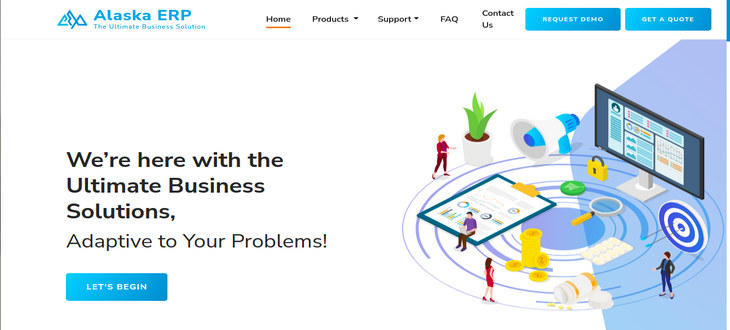 Alaska ERP
The Ultimate Business Solution
Home
Products
Support
FAQ
Contact
Us
REQUEST DEMO
GET A QUOTE
We’re here with the
Ultimate Business
Solutions,
Adaptive to Your Problems!
LET'S BEGIN